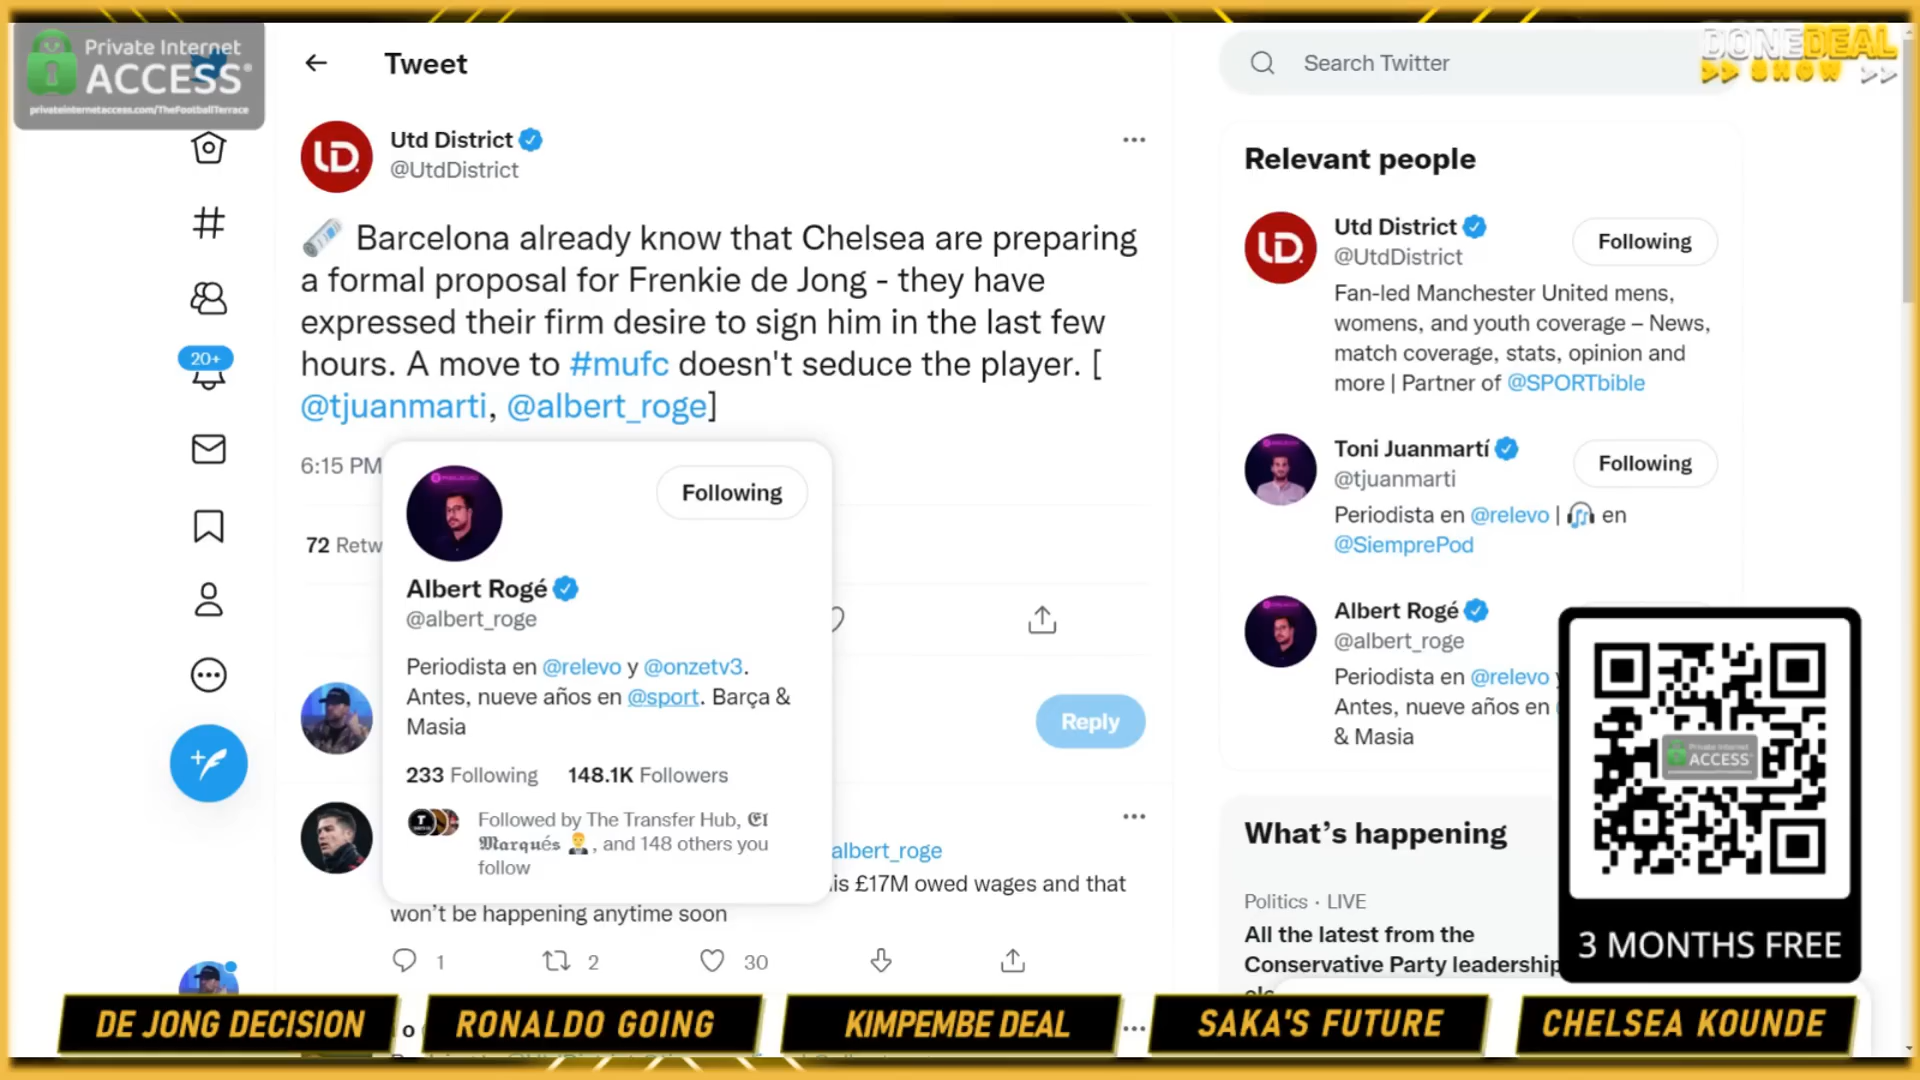 Private Internet
ACCESS®
privateinternetaccess.com/TheFootballTerrace
Tweet
Search Twitter
DONEDEAL
SHOW
Utd District
@UtdDistrict
Barcelona already know that Chelsea are preparing
a formal proposal for Frenkie de Jong - they have
expressed their firm desire to sign him in the last few
hours. A move to #mufc doesn't seduce the player. [
@tjuanmarti, @albert_roge]
6:15 PM
72 Retw
20+
Following
Albert Rogé
@albert_roge
Periodista en @relevo y @onzetv3.
Antes, nueve años en @sport. Barça &
Masia
233 Following 148.1K Followers
Followed by The Transfer Hub, 𝕰𝖑
𝕸𝖆𝖗𝖖𝖚é𝖘, and 148 others you
follow
Reply
albert_roge
is £17M owed wages and that
won't be happening anytime soon
1 2 30
Relevant people
Utd District
@UtdDistrict
Following
Fan-led Manchester United mens,
womens, and youth coverage – News,
match coverage, stats, opinion and
more | Partner of @SPORTbible
Toni Juanmartí
@tjuanmarti
Following
Periodista en @relevo | en
@SiemprePod
Albert Rogé
@albert_roge
Periodista en @relevo
Antes, nueve años en
& Masia
What's happening
Politics · LIVE
All the latest from the
Conservative Party leadership
Private Internet
ACCESS
3 MONTHS FREE
DE JONG DECISION
RONALDO GOING
KIMPEMBE DEAL
SAKA'S FUTURE
CHELSEA KOUNDE